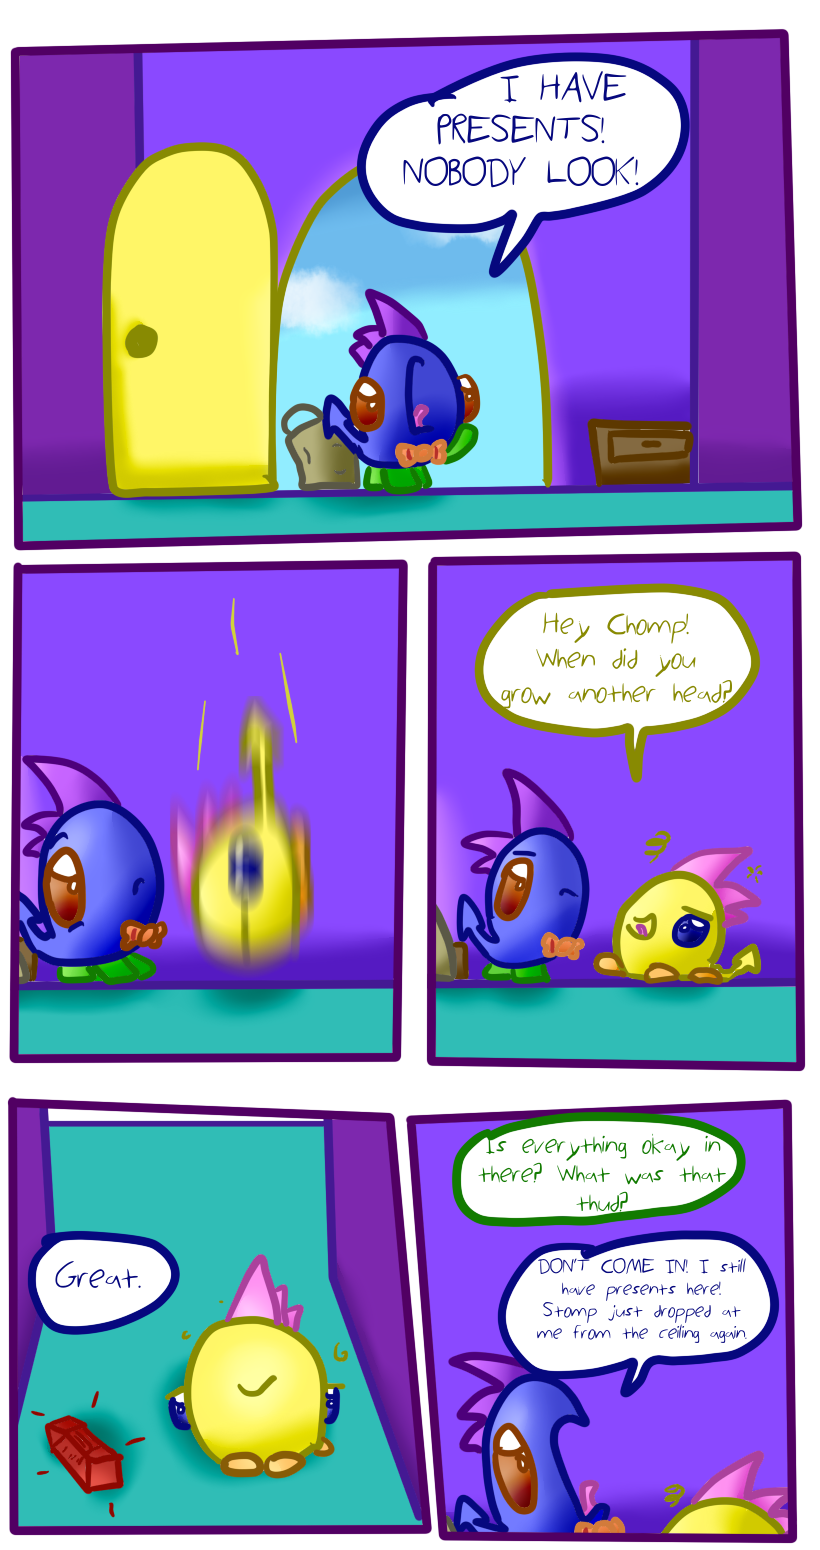 I HAVE
PRESENTS!
NOBODY LOOK!
Hey Chomp!
When did you
grow another head?
Great.
Is everything okay in
there? What was that
thud?
DON'T COME IN! I still
have presents here!
Stomp just dropped at
me from the ceiling again.